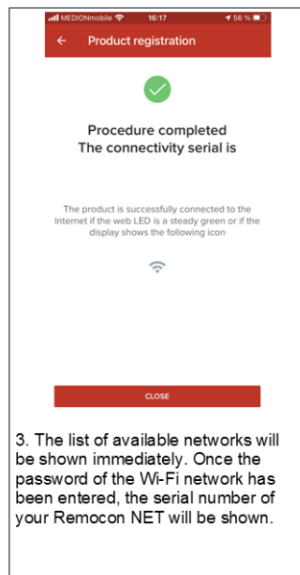 MEDIONmobile 16:17 56 %
← Product registration
Procedure completed
The connectivity serial is
The product is successfully connected to the
Internet if the web LED is a steady green or if the
display shows the following icon
CLOSE
3. The list of available networks will
be shown immediately. Once the
password of the Wi-Fi network has
been entered, the serial number of
your Remocon NET will be shown.